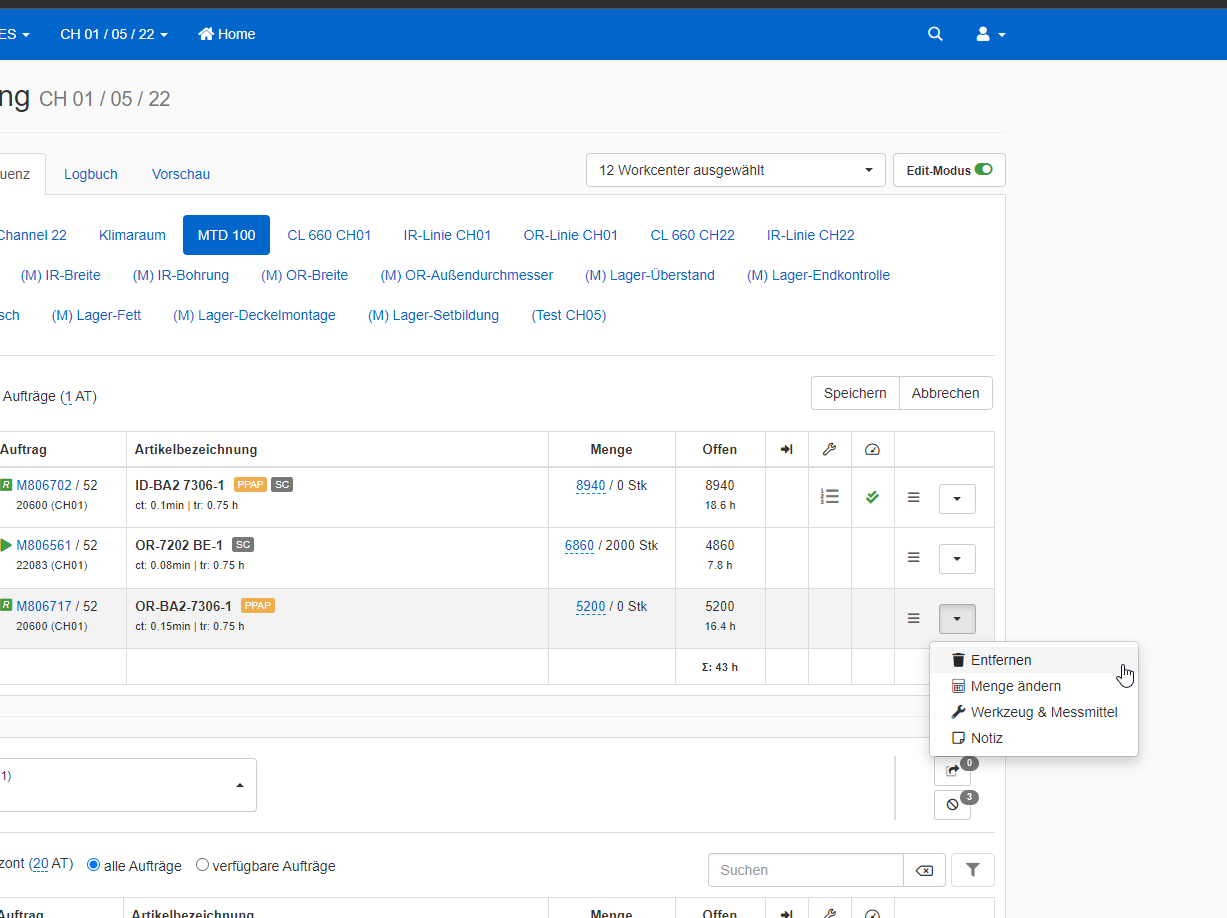 ES CH 01 / 05 / 22 Home
ng CH 01 / 05 / 22
uenz Logbuch Vorschau 12 Workcenter ausgewählt Edit-Modus
Channel 22 Klimaraum MTD 100 CL 660 CH01 IR-Linie CH01 OR-Linie CH01 CL 660 CH22 IR-Linie CH22
(M) IR-Breite (M) IR-Bohrung (M) OR-Breite (M) OR-Außendurchmesser (M) Lager-Überstand (M) Lager-Endkontrolle
sch (M) Lager-Fett (M) Lager-Deckelmontage (M) Lager-Setbildung (Test CH05)
Aufträge (1 AT) Speichern Abbrechen
Auftrag Artikelbezeichnung Menge Offen
R M806702 / 52 ID-BA2 7306-1 PPAP SC 8940 / 0 Stk 8940
20600 (CH01) ct: 0.1min | tr: 0.75 h 18.6 h
M806561 / 52 OR-7202 BE-1 SC 6860 / 2000 Stk 4860
22083 (CH01) ct: 0.08min | tr: 0.75 h 7.8 h
R M806717 / 52 OR-BA2-7306-1 PPAP 5200 / 0 Stk 5200
20600 (CH01) ct: 0.15min | tr: 0.75 h 16.4 h
Σ: 43 h
Entfernen
Menge ändern
Werkzeug & Messmittel
Notiz
0
1)
3
zont (20 AT) alle Aufträge verfügbare Aufträge Suchen
Auftrag Artikelbezeichnung Menge Offen